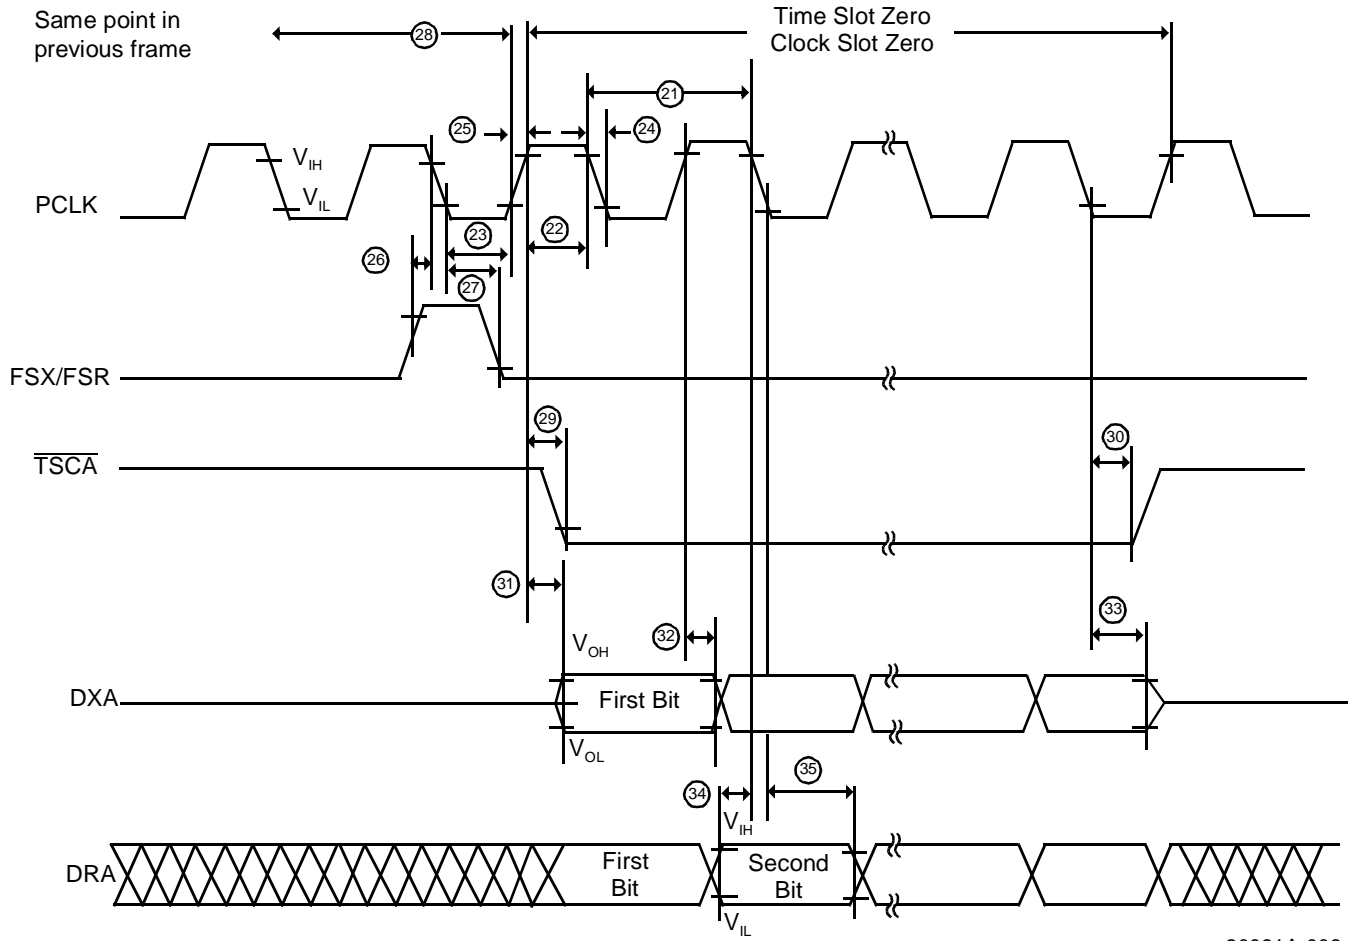 Same point in
previous frame
28
Time Slot Zero
Clock Slot Zero
21
25
24
V_IH
V_IL
PCLK
23
22
26
27
FSX/FSR
29
30
TSCA
31
32
33
V_OH
DXA
First Bit
V_OL
34
35
V_IH
DRA
First
Bit
Second
Bit
V_IL